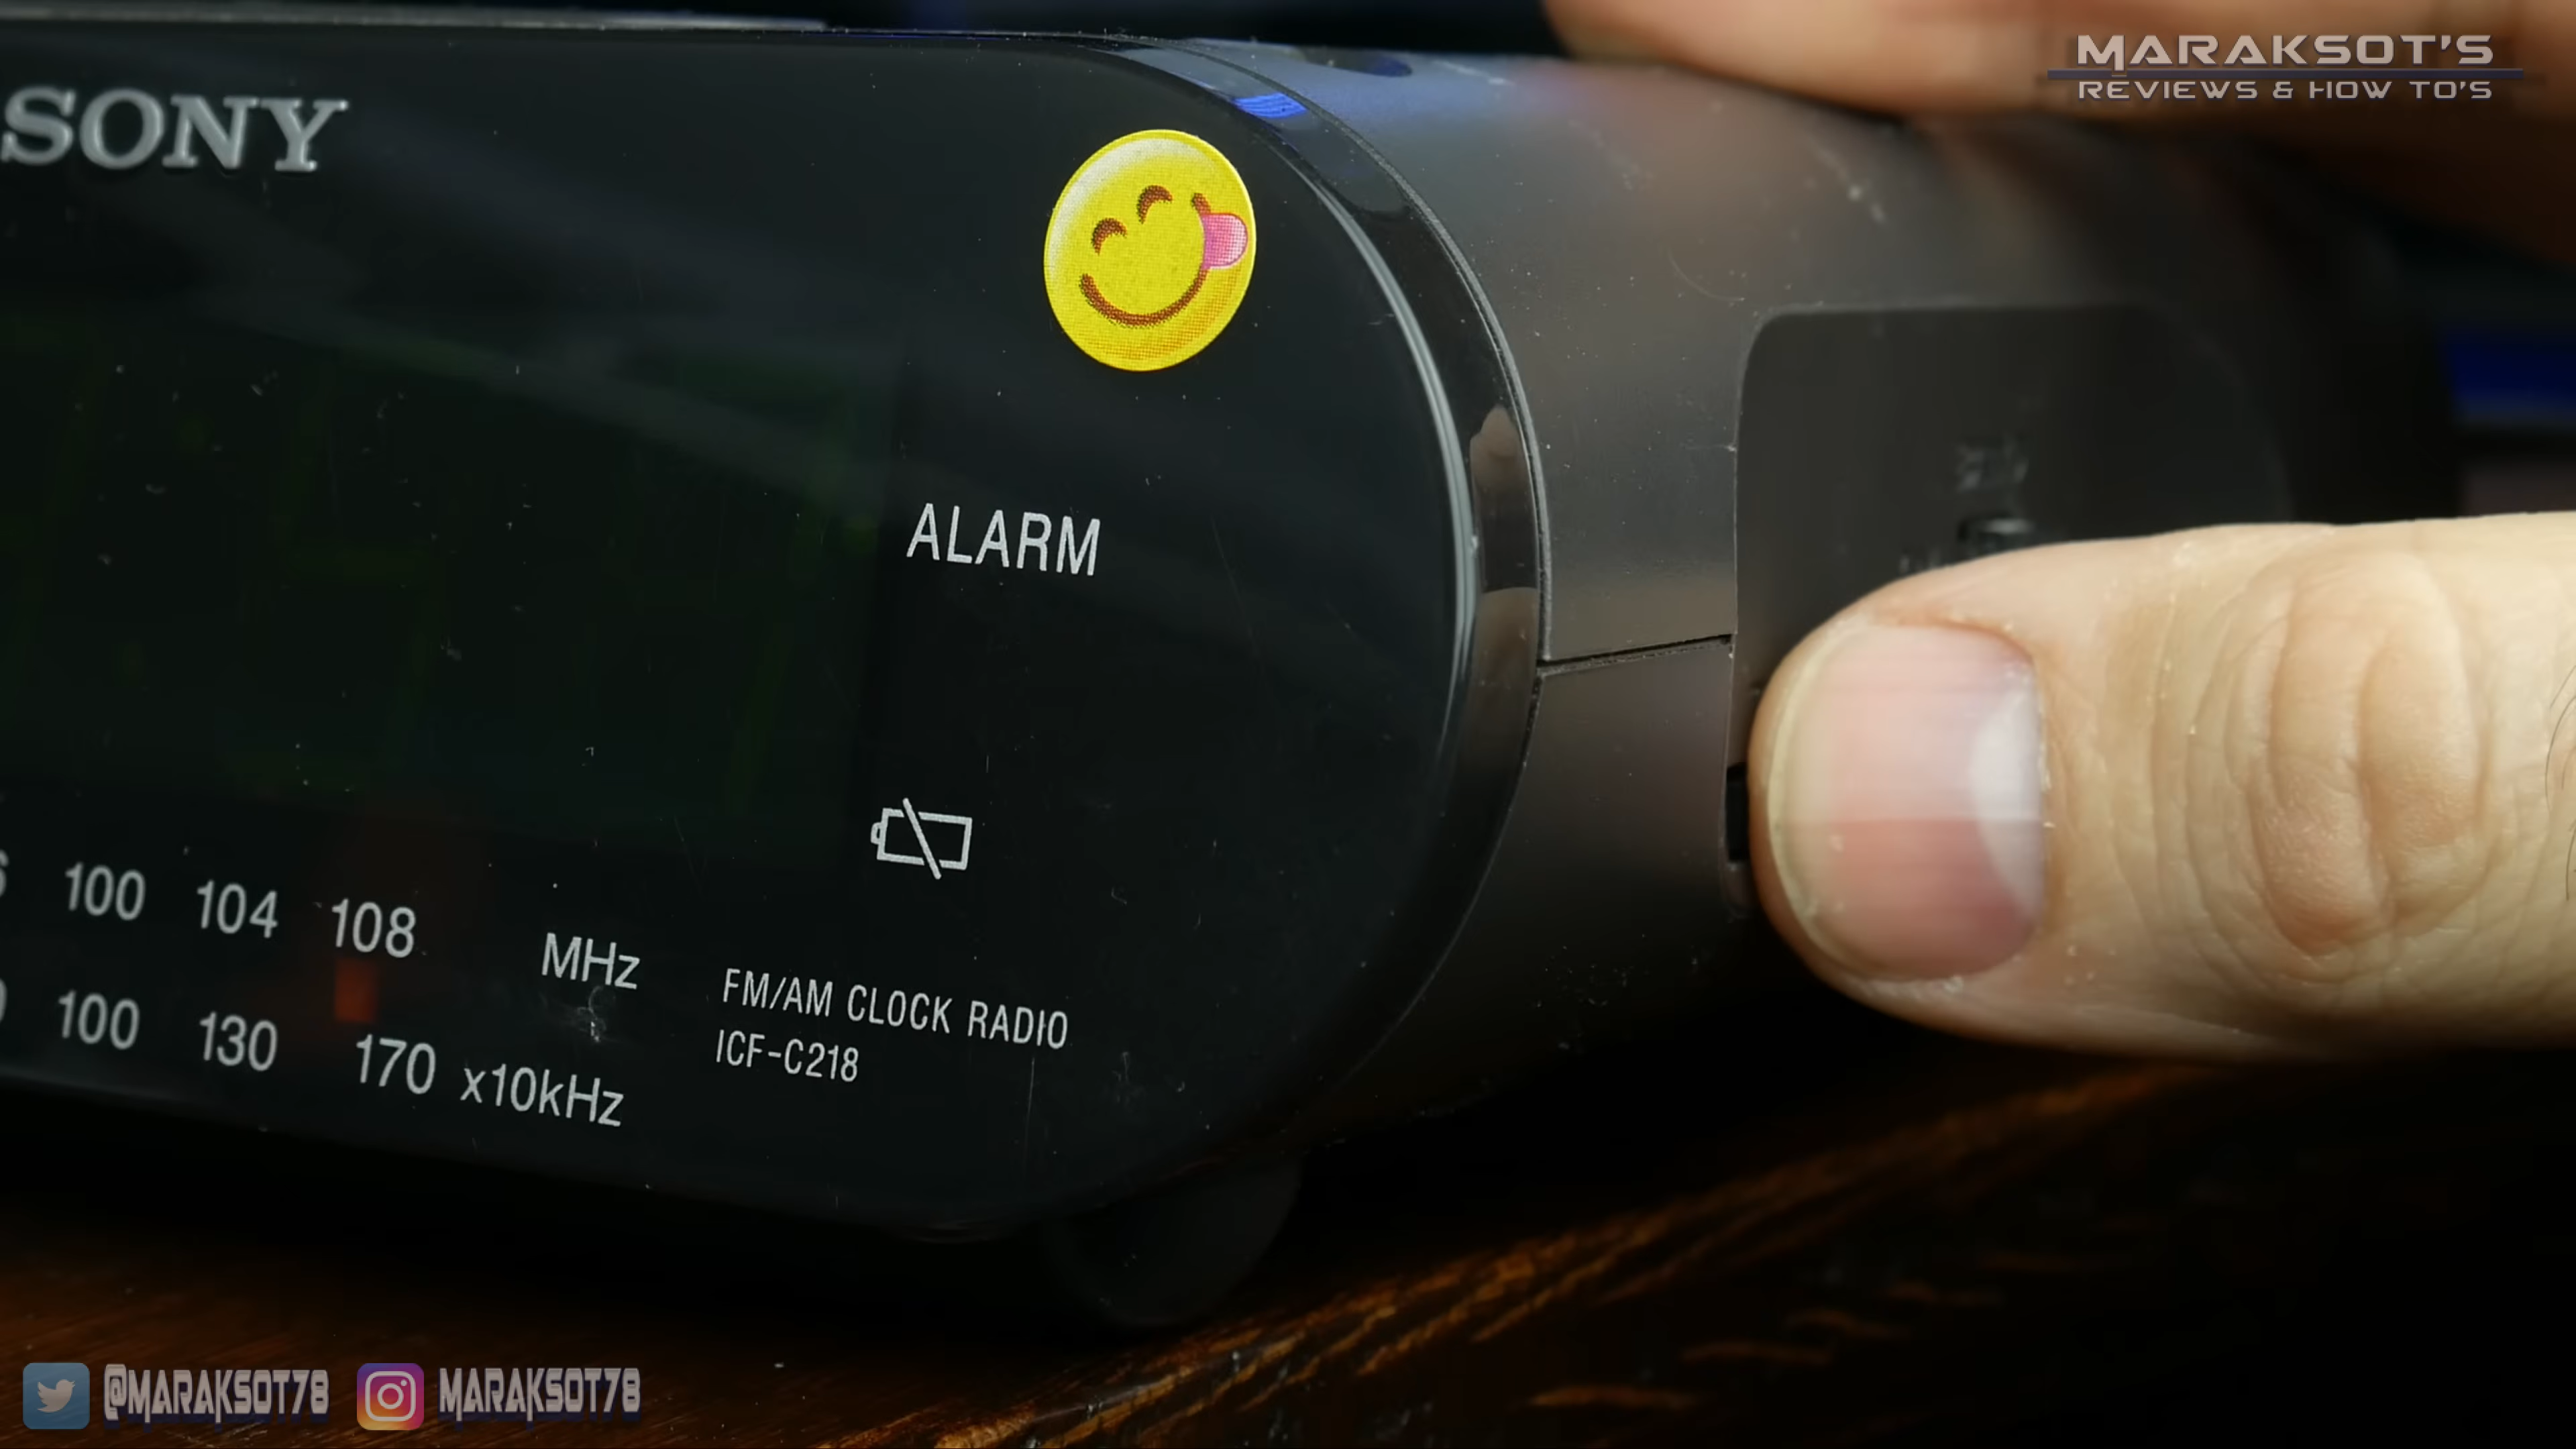 MARAKSOT'S
REVIEWS & HOW TO'S
SONY
ALARM
100 104 108 MHz
100 130 170 x10kHz
FM/AM CLOCK RADIO
ICF-C218
@MARAKSOT78 MARAKSOT78